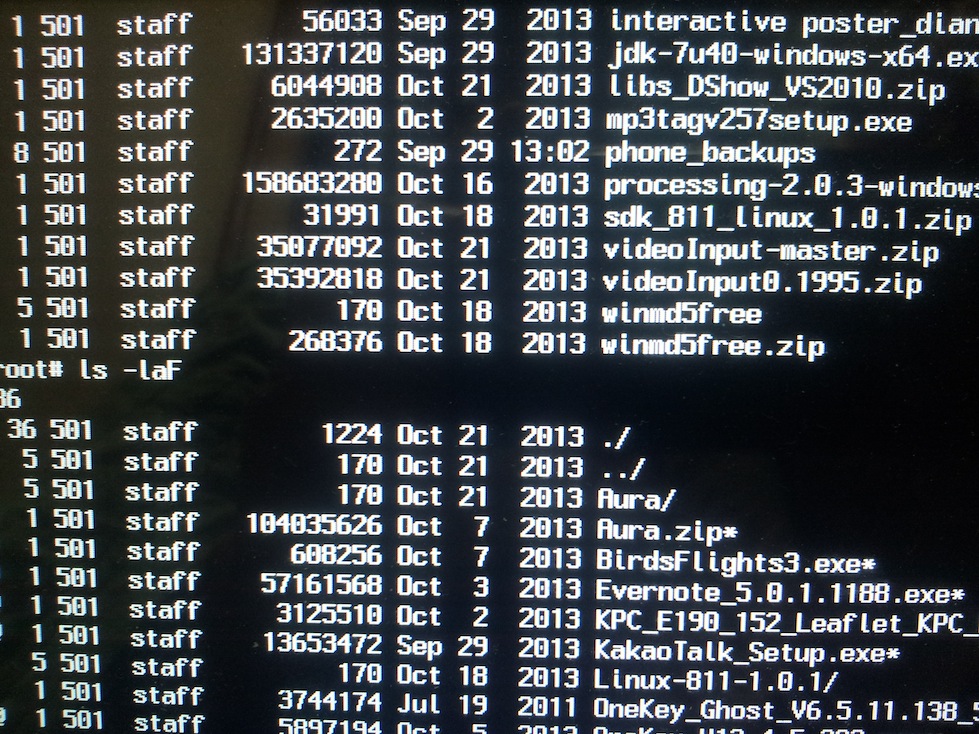 1 501 staff 56033 Sep 29 2013 interactive poster_dian
1 501 staff 131337120 Sep 29 2013 jdk-7u40-windows-x64.ex
1 501 staff 6044908 Oct 21 2013 libs_DShow_VS2010.zip
1 501 staff 2635200 Oct 2 2013 mp3tagv257setup.exe
8 501 staff 272 Sep 29 13:02 phone_backups
1 501 staff 158683280 Oct 16 2013 processing-2.0.3-windows
1 501 staff 31991 Oct 18 2013 sdk_811_linux_1.0.1.zip
1 501 staff 35077092 Oct 21 2013 videoInput-master.zip
1 501 staff 35392818 Oct 21 2013 videoInput0.1995.zip
5 501 staff 170 Oct 18 2013 winmd5free
1 501 staff 268376 Oct 18 2013 winmd5free.zip
root# ls -laF
36
36 501 staff 1224 Oct 21 2013 ./
5 501 staff 170 Oct 21 2013 ../
5 501 staff 170 Oct 21 2013 Aura/
1 501 staff 104035626 Oct 7 2013 Aura.zip*
1 501 staff 608256 Oct 7 2013 BirdsFlights3.exe*
1 501 staff 57161568 Oct 3 2013 Evernote_5.0.1.1188.exe*
1 501 staff 3125510 Oct 2 2013 KPC_E190_152_Leaflet_KPC_
1 501 staff 13653472 Sep 29 2013 KakaoTalk_Setup.exe*
5 501 staff 170 Oct 18 2013 Linux-811-1.0.1/
1 501 staff 3744174 Jul 19 2011 OneKey_Ghost_V6.5.11.138_5
@ 1 501 staff 5897194 Oct 5 2013